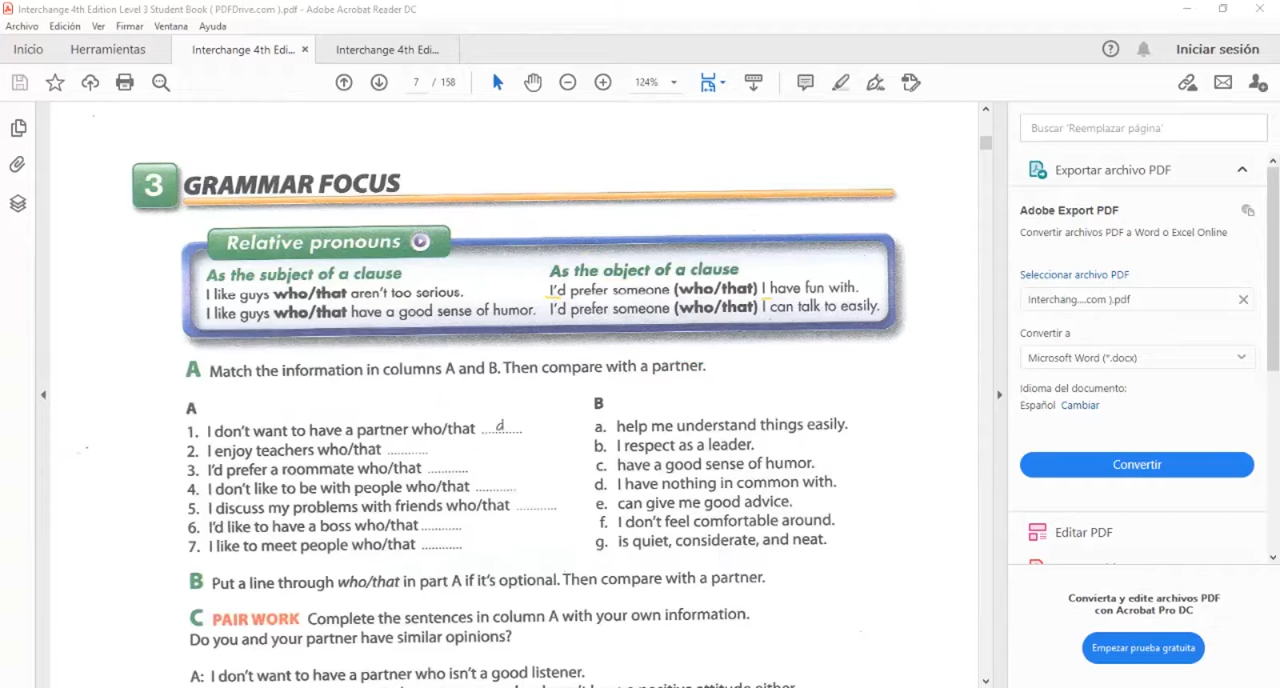 Interchange 4th Edition Level 3 Student Book ( PDFDrive.com ).pdf - Adobe Acrobat Reader DC
Archivo Edición Ver Firmar Ventana Ayuda
Inicio Herramientas Interchange 4th Edi... × Interchange 4th Edi... Iniciar sesión
7 / 158 124%
3 GRAMMAR FOCUS
Relative pronouns
As the subject of a clause
I like guys who/that aren't too serious.
I like guys who/that have a good sense of humor.
As the object of a clause
I'd prefer someone (who/that) I have fun with.
I'd prefer someone (who/that) I can talk to easily.
A Match the information in columns A and B. Then compare with a partner.
A
1. I don't want to have a partner who/that ....d....
2. I enjoy teachers who/that ..........
3. I'd prefer a roommate who/that ..........
4. I don't like to be with people who/that ..........
5. I discuss my problems with friends who/that ..........
6. I'd like to have a boss who/that ..........
7. I like to meet people who/that ..........
B
a. help me understand things easily.
b. I respect as a leader.
c. have a good sense of humor.
d. I have nothing in common with.
e. can give me good advice.
f. I don't feel comfortable around.
g. is quiet, considerate, and neat.
B Put a line through who/that in part A if it's optional. Then compare with a partner.
C PAIR WORK Complete the sentences in column A with your own information.
Do you and your partner have similar opinions?
A: I don't want to have a partner who isn't a good listener.
Buscar 'Reemplazar página'
Exportar archivo PDF
Adobe Export PDF
Convertir archivos PDF a Word o Excel Online
Seleccionar archivo PDF
Interchang....com ).pdf
Convertir a
Microsoft Word (*.docx)
Idioma del documento:
Español Cambiar
Convertir
Editar PDF
Convierta y edite archivos PDF
con Acrobat Pro DC
Empezar prueba gratuita